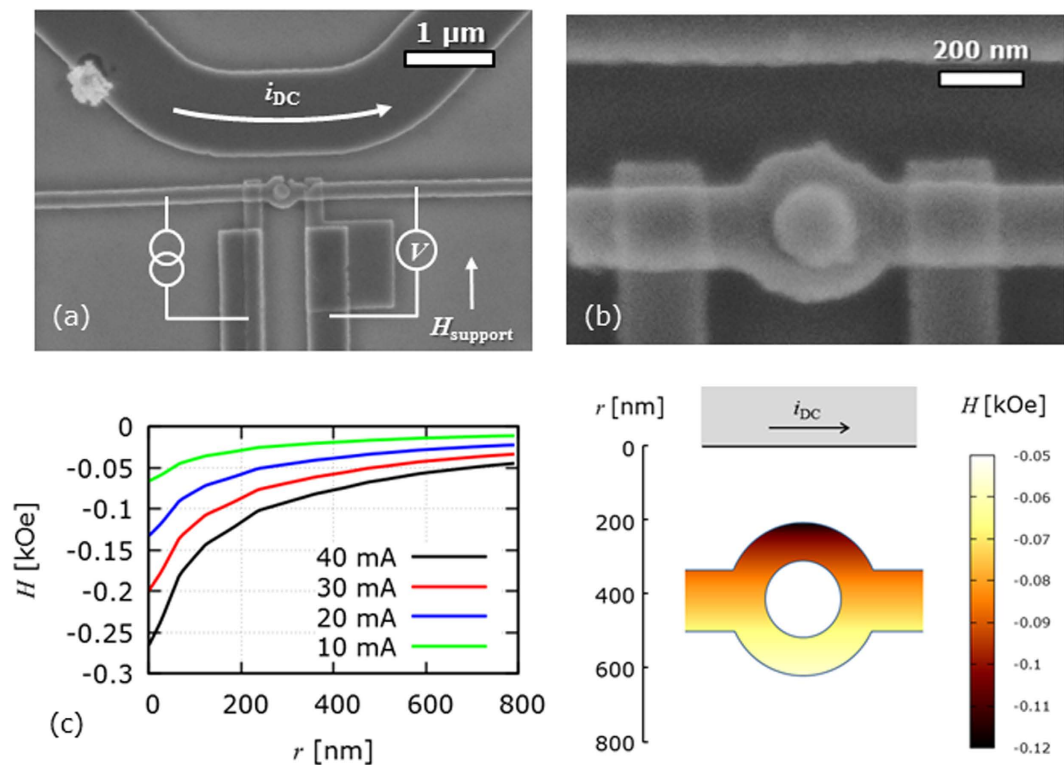 1 μm
i_DC
V
H_support
(a)
200 nm
(b)
0
-0.05
-0.1
-0.15
-0.2
-0.25
-0.3
H [kOe]
40 mA
30 mA
20 mA
10 mA
0 200 400 600 800
r [nm]
(c)
r [nm]
0
200
400
600
800
i_DC
H [kOe]
-0.05
-0.06
-0.07
-0.08
-0.09
-0.1
-0.11
-0.12